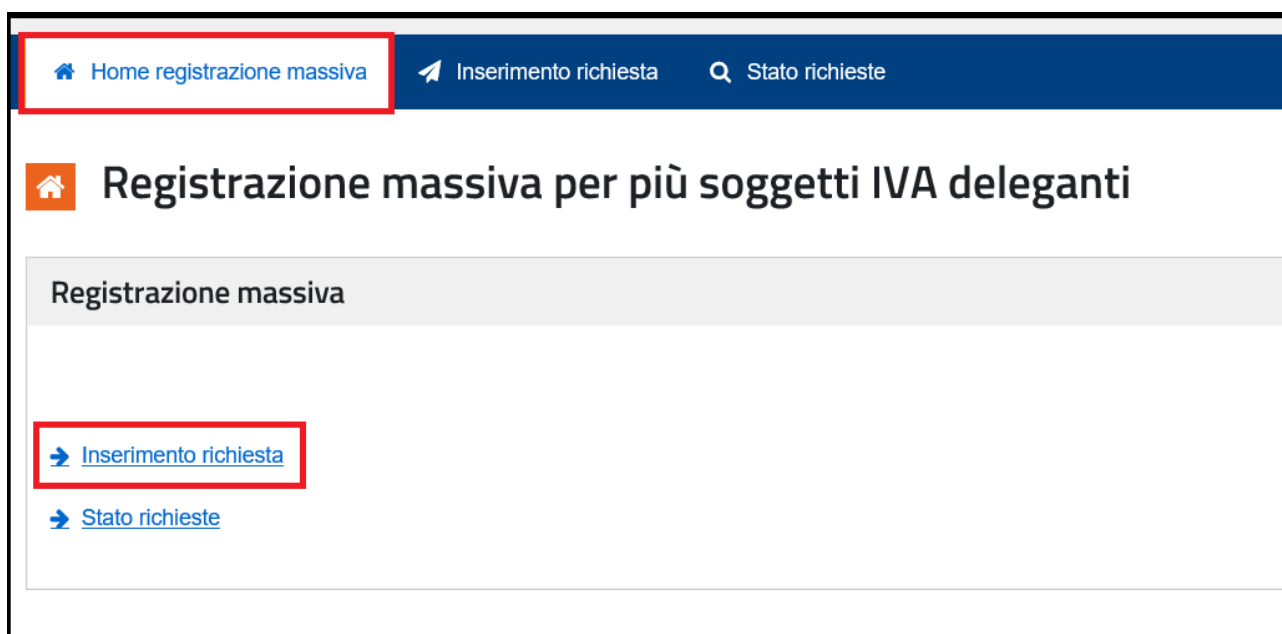 Home registrazione massiva Inserimento richiesta Stato richieste
Registrazione massiva per più soggetti IVA deleganti
Registrazione massiva
Inserimento richiesta
Stato richieste